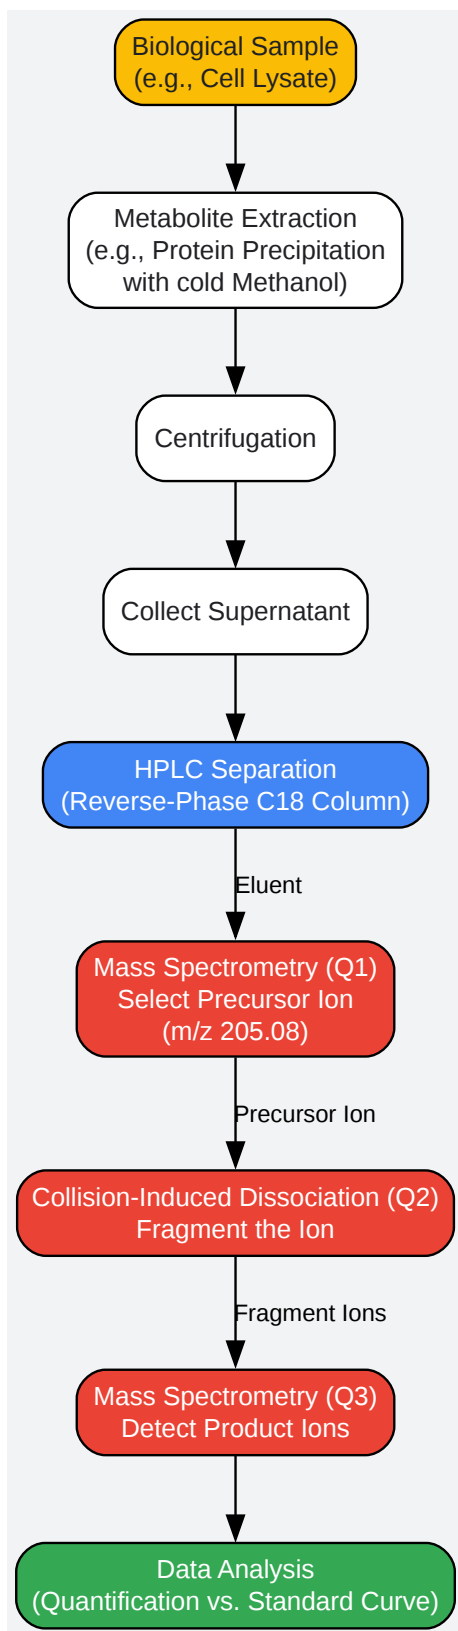 Biological Sample
(e.g., Cell Lysate)
Metabolite Extraction
(e.g., Protein Precipitation
with cold Methanol)
Centrifugation
Collect Supernatant
HPLC Separation
(Reverse-Phase C18 Column)
Eluent
Mass Spectrometry (Q1)
Select Precursor Ion
(m/z 205.08)
Precursor Ion
Collision-Induced Dissociation (Q2)
Fragment the Ion
Fragment Ions
Mass Spectrometry (Q3)
Detect Product Ions
Data Analysis
(Quantification vs. Standard Curve)